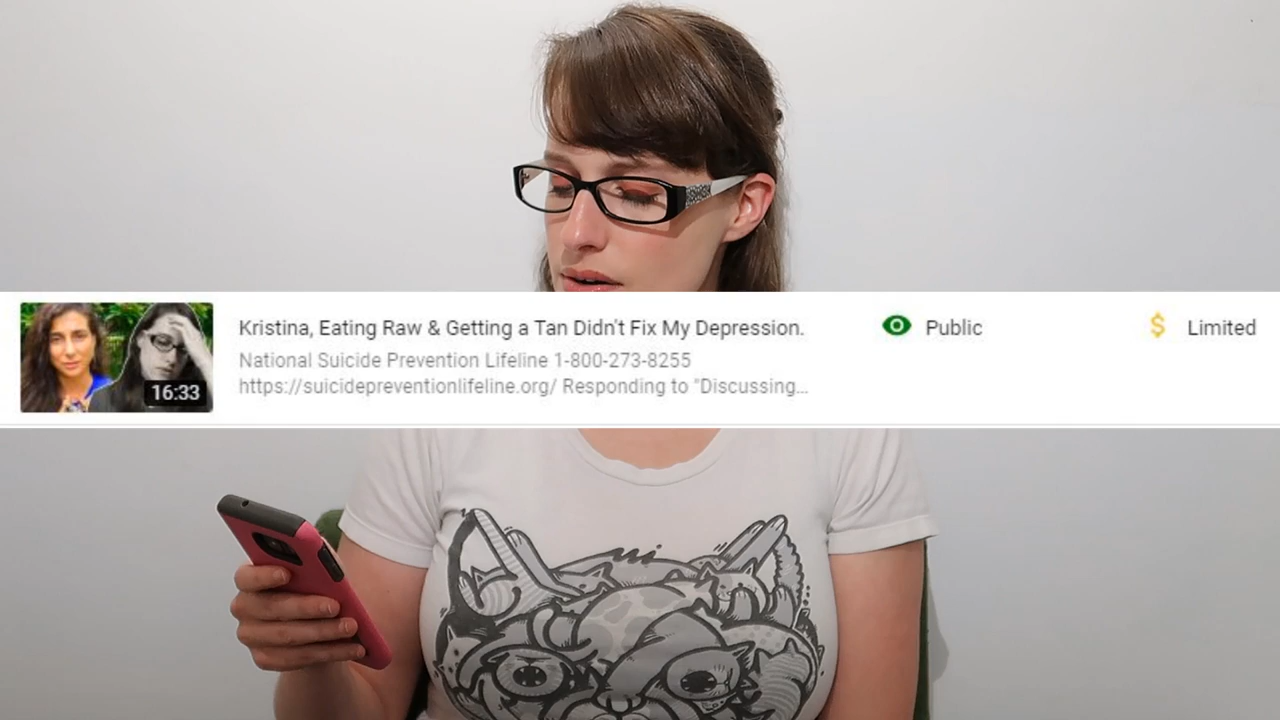 Kristina, Eating Raw & Getting a Tan Didn't Fix My Depression.
Public
$ Limited
National Suicide Prevention Lifeline 1-800-273-8255
https://suicidepreventionlifeline.org/ Responding to "Discussing...
16:33